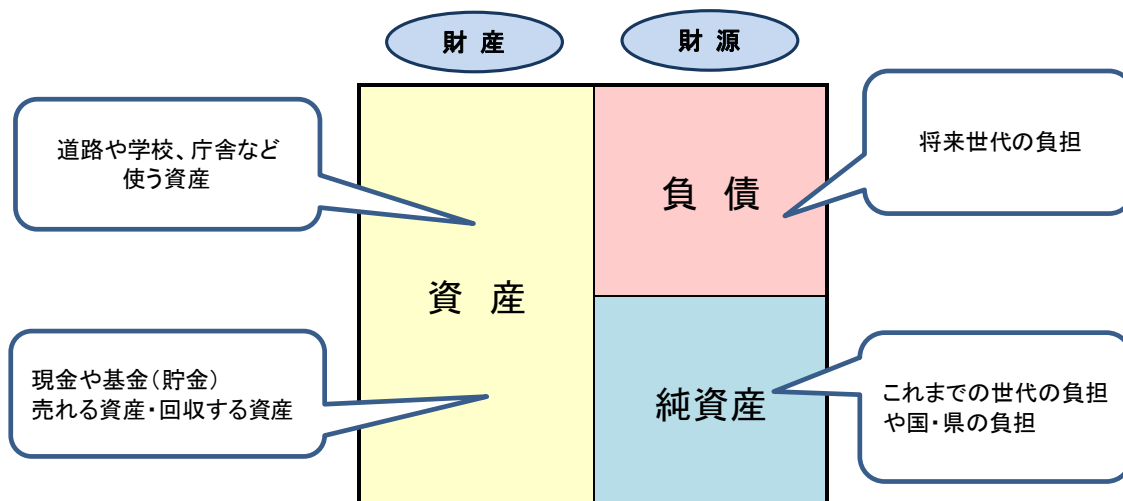 財 産
財 源
道路や学校、庁舎など
使う資産
将来世代の負担
負 債
資 産
現金や基金（貯金）
売れる資産・回収する資産
純資産
これまでの世代の負担
や国・県の負担